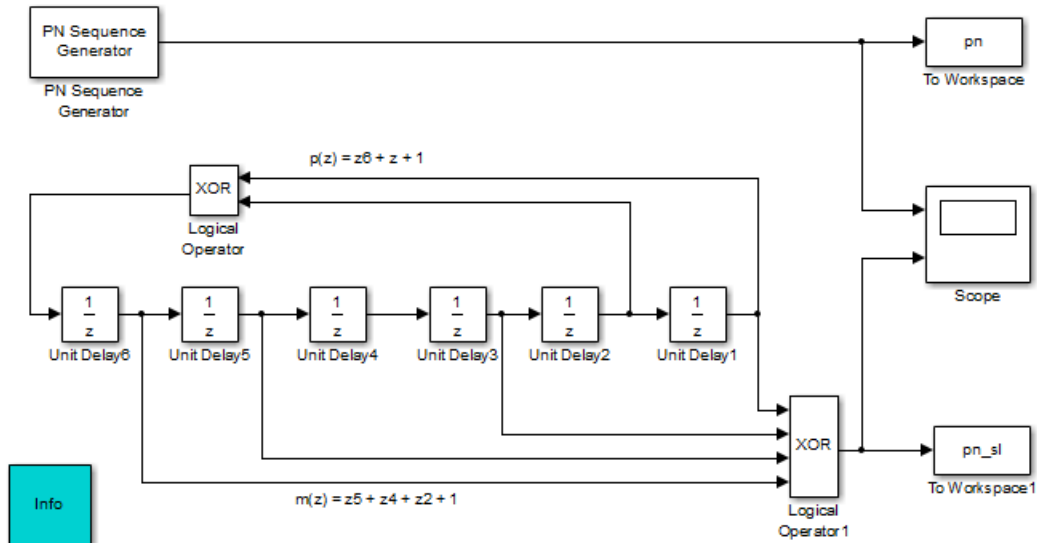 PN Sequence
Generator
PN Sequence
Generator
pn
To Workspace
p(z) = z6 + z + 1
XOR
Logical
Operator
Scope
1
z
Unit Delay6
1
z
Unit Delay5
1
z
Unit Delay4
1
z
Unit Delay3
1
z
Unit Delay2
1
z
Unit Delay1
XOR
Logical
Operator1
pn_sl
To Workspace1
m(z) = z5 + z4 + z2 + 1
Info